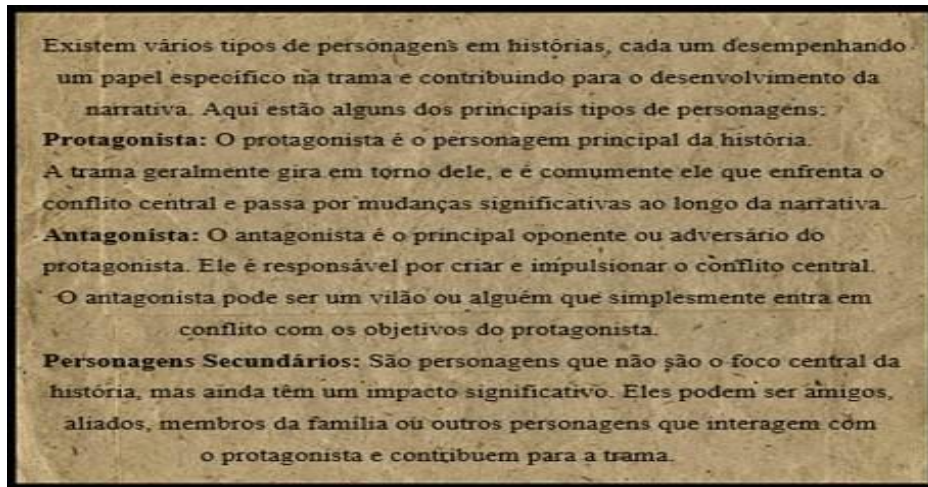 Existem vários tipos de personagens em histórias, cada um desempenhando
um papel específico na trama e contribuindo para o desenvolvimento da
narrativa. Aqui estão alguns dos principais tipos de personagens:
Protagonista: O protagonista é o personagem principal da história.
A trama geralmente gira em torno dele, e é comumente ele que enfrenta o
conflito central e passa por mudanças significativas ao longo da narrativa.
Antagonista: O antagonista é o principal oponente ou adversário do
protagonista. Ele é responsável por criar e impulsionar o conflito central.
O antagonista pode ser um vilão ou alguém que simplesmente entra em
conflito com os objetivos do protagonista.
Personagens Secundários: São personagens que não são o foco central da
história, mas ainda têm um impacto significativo. Eles podem ser amigos,
aliados, membros da família ou outros personagens que interagem com
o protagonista e contribuem para a trama.